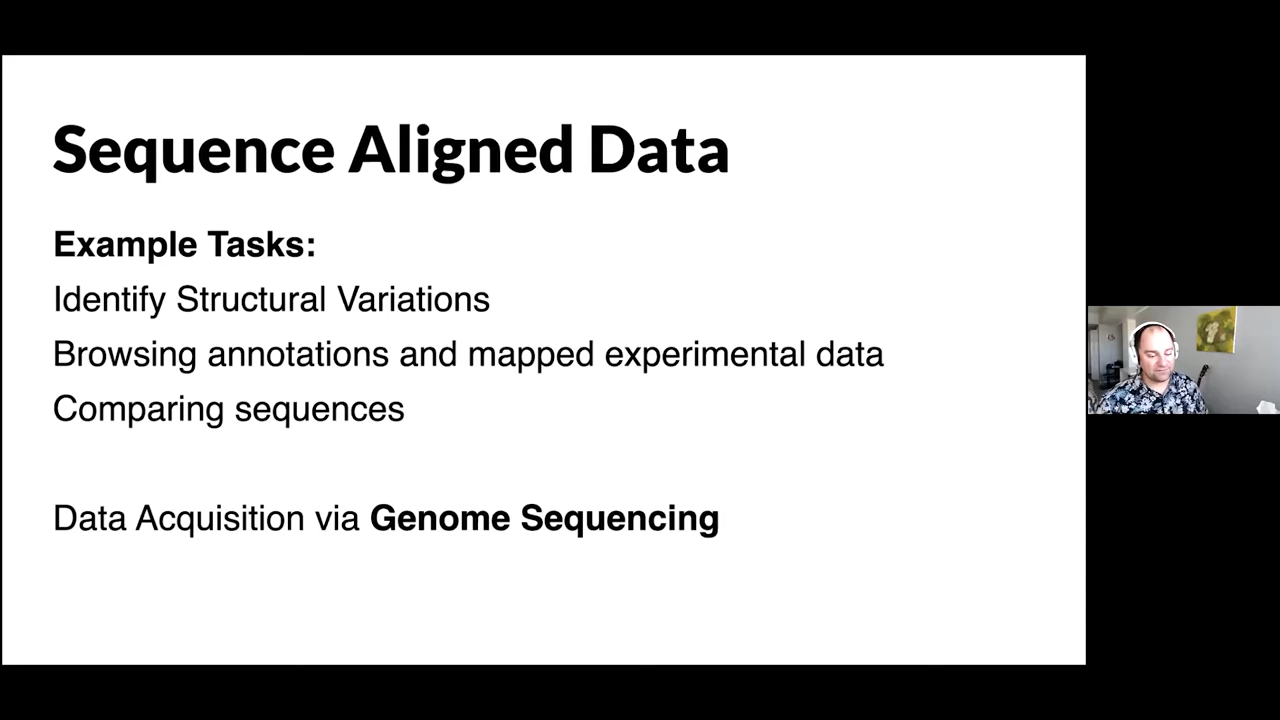 Sequence Aligned Data
Example Tasks:
Identify Structural Variations
Browsing annotations and mapped experimental data
Comparing sequences
Data Acquisition via Genome Sequencing